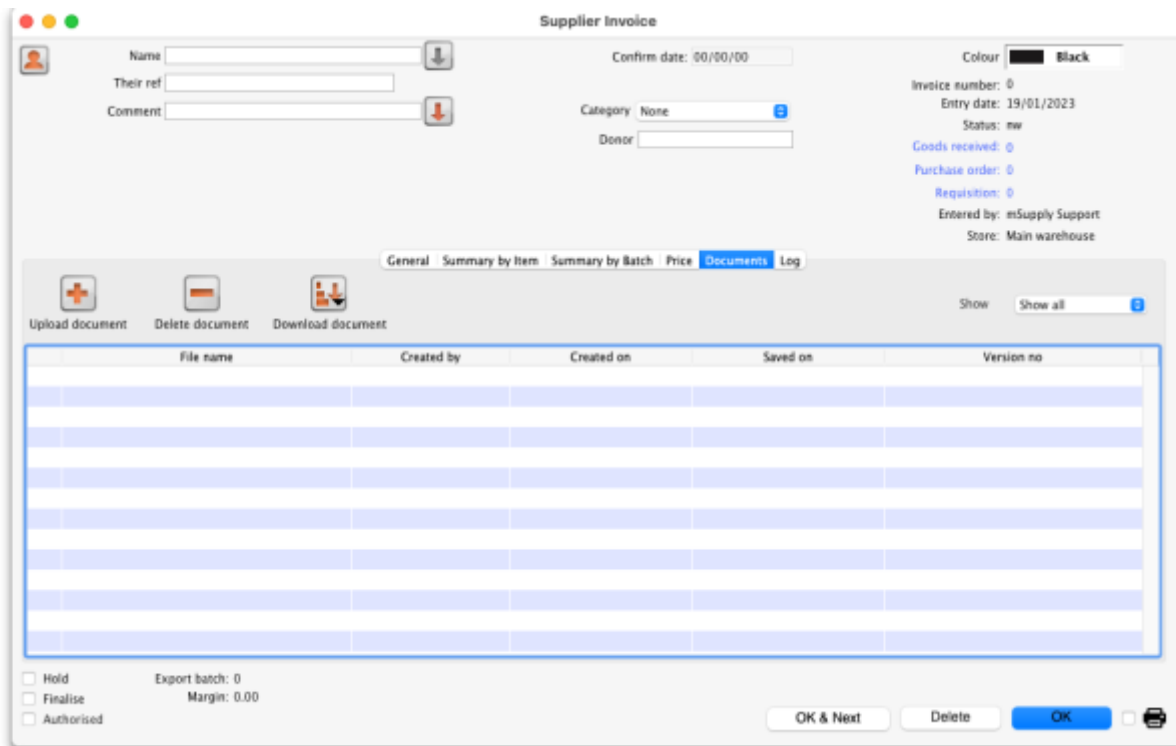 Supplier Invoice
Name
Confirm date: 00/00/00
Colour Black
Their ref
Invoice number: 0
Entry date: 19/01/2023
Comment
Category None
Status: nw
Donor
Goods received: 0
Purchase order: 0
Requisition: 0
Entered by: mSupply Support
Store: Main warehouse
General Summary by Item Summary by Batch Price Documents Log
Upload document Delete document Download document
Show Show all
File name Created by Created on Saved on Version no
Hold Export batch: 0
Finalise Margin: 0.00
Authorised
OK & Next Delete OK